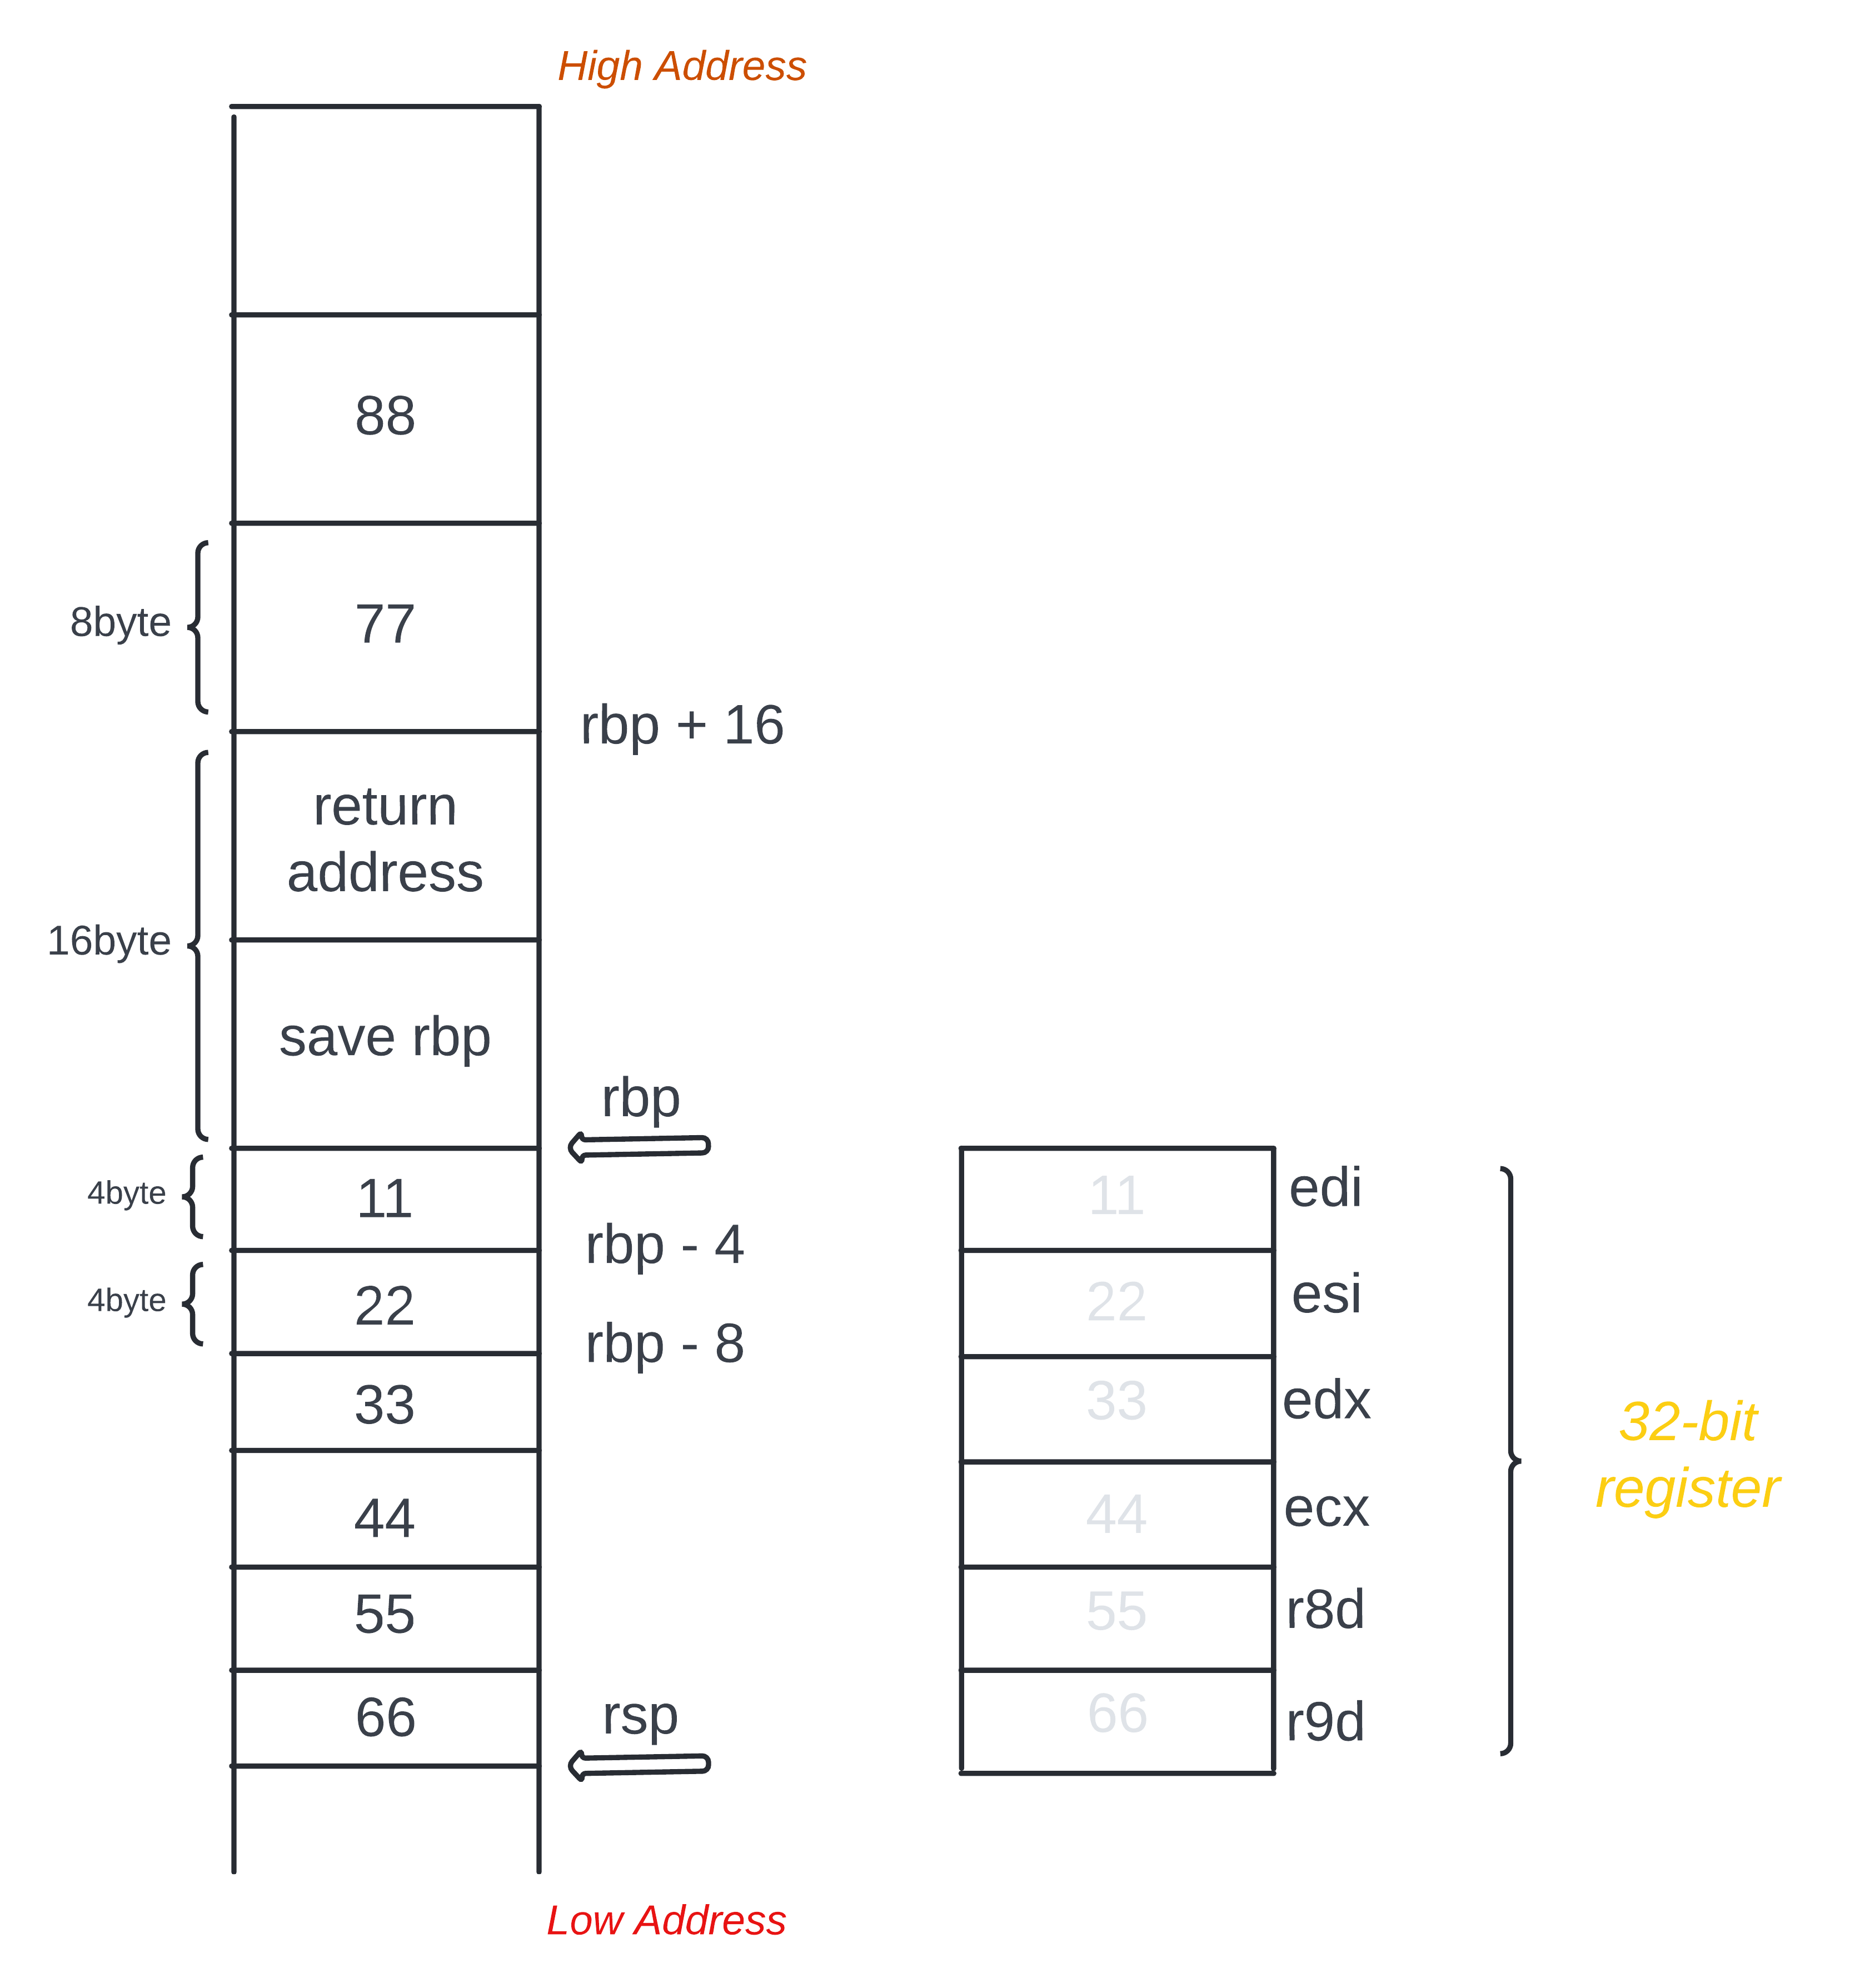 High Address
88
8byte
77
rbp + 16
return
address
16byte
save rbp
rbp
4byte
11
rbp - 4
4byte
22
rbp - 8
33
44
55
66
rsp
Low Address
11
edi
22
esi
33
edx
44
ecx
55
r8d
66
r9d
32-bit
register